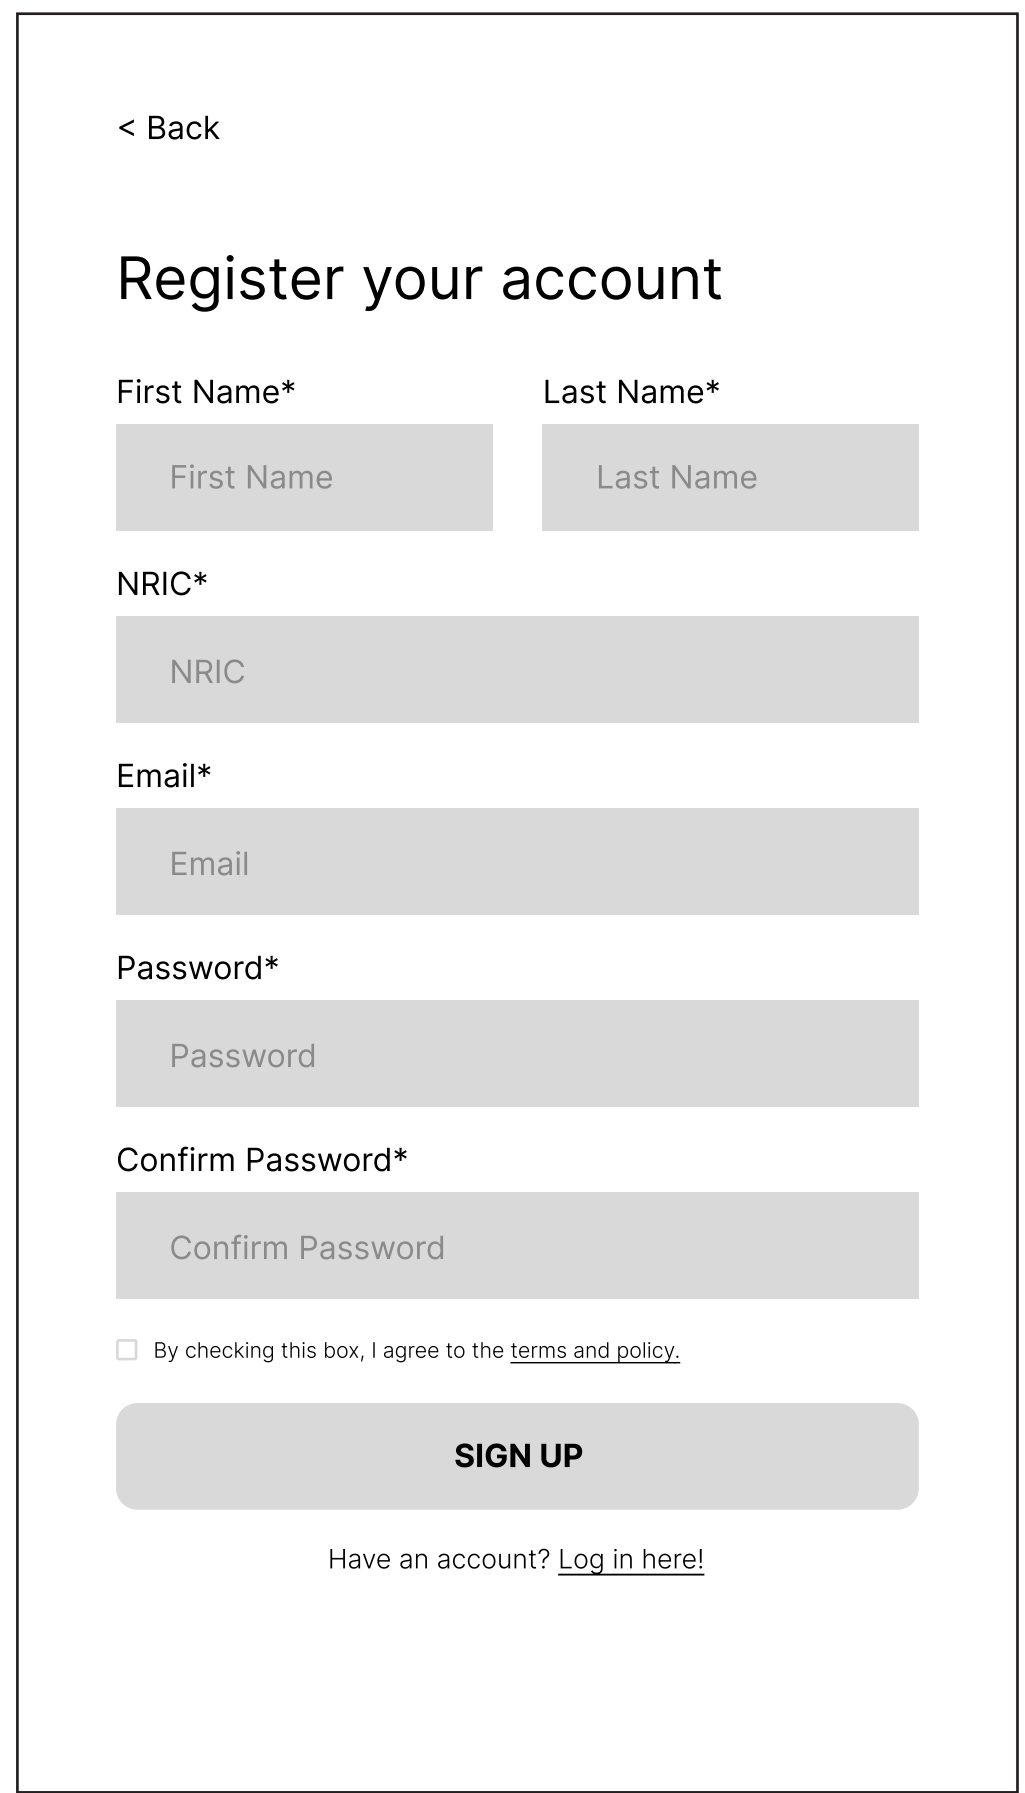 < Back
Register your account
First Name* Last Name*
First Name Last Name
NRIC*
NRIC
Email*
Email
Password*
Password
Confirm Password*
Confirm Password
By checking this box, I agree to the terms and policy.
SIGN UP
Have an account? Log in here!